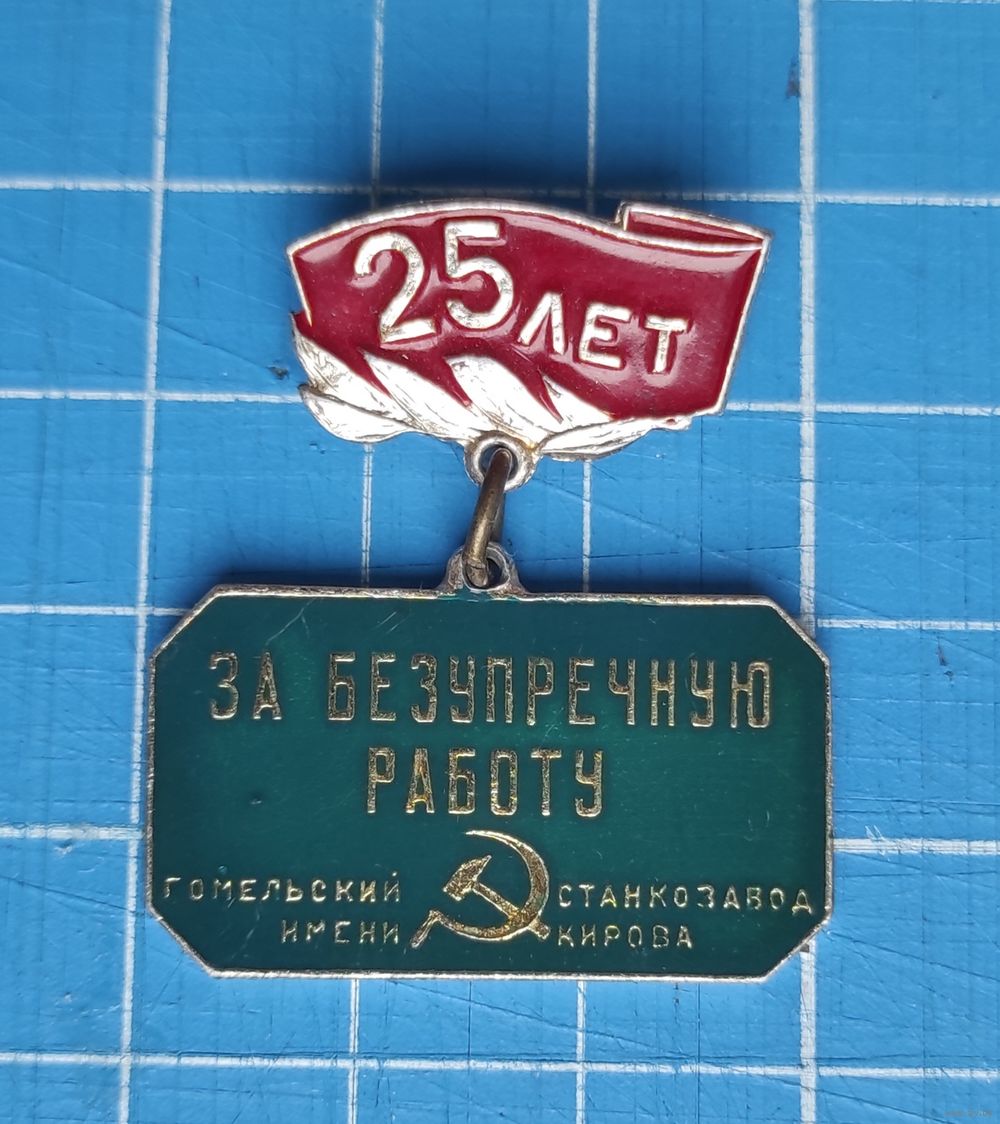 25 ЛЕТ
ЗА БЕЗУПРЕЧНУЮ
РАБОТУ
ГОМЕЛЬСКИЙ СТАНКОЗАВОД
ИМЕНИ КИРОВА